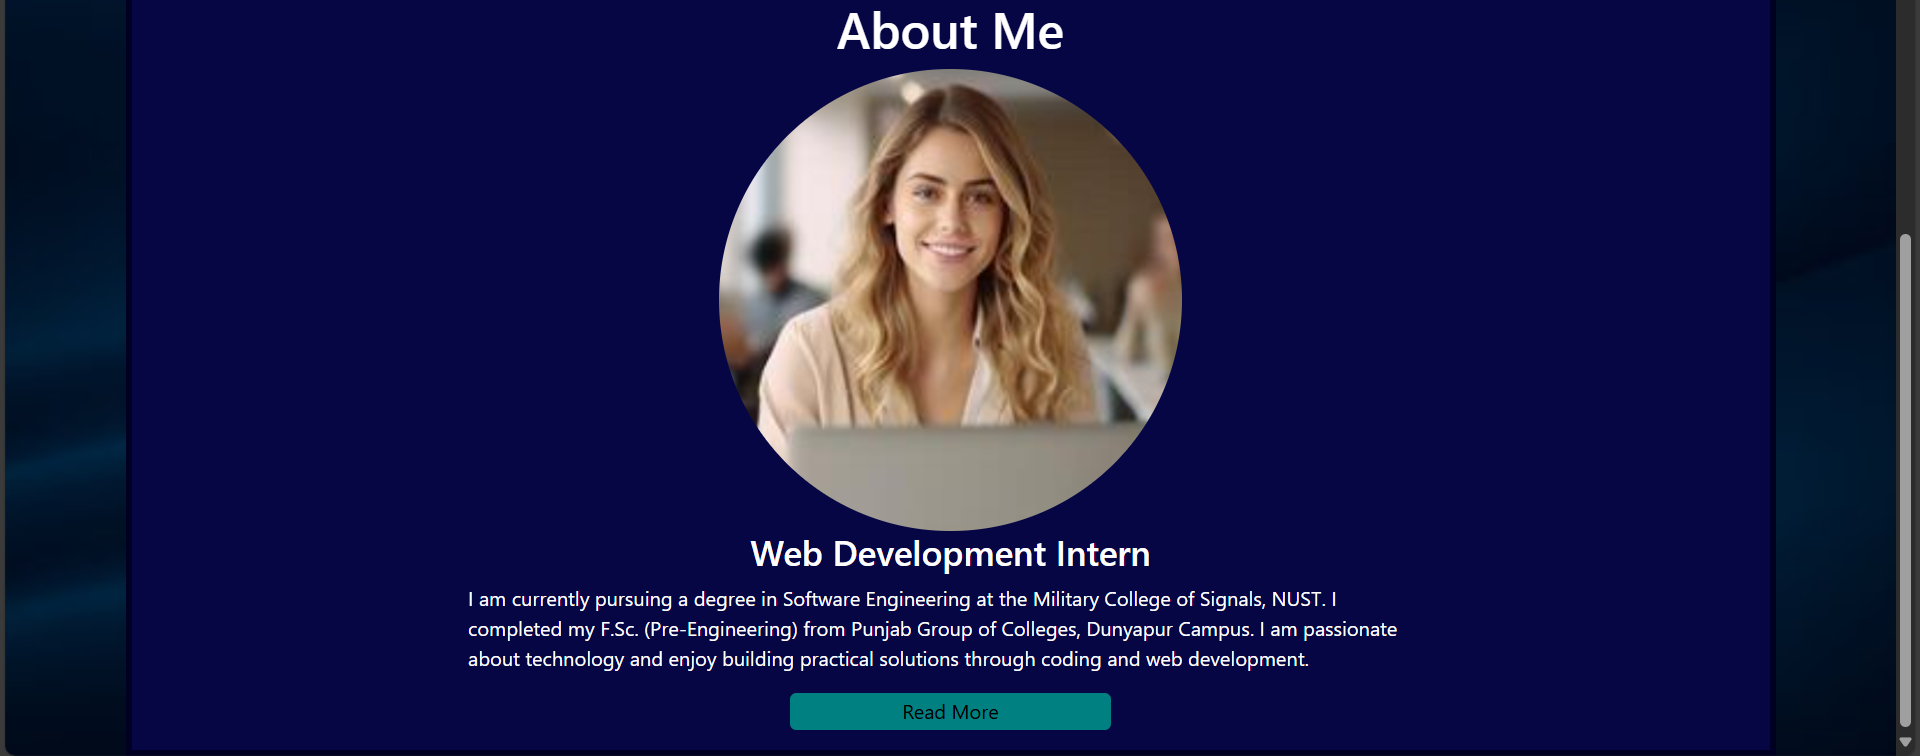 About Me
Web Development Intern
I am currently pursuing a degree in Software Engineering at the Military College of Signals, NUST. I
completed my F.Sc. (Pre-Engineering) from Punjab Group of Colleges, Dunyapur Campus. I am passionate
about technology and enjoy building practical solutions through coding and web development.
Read More